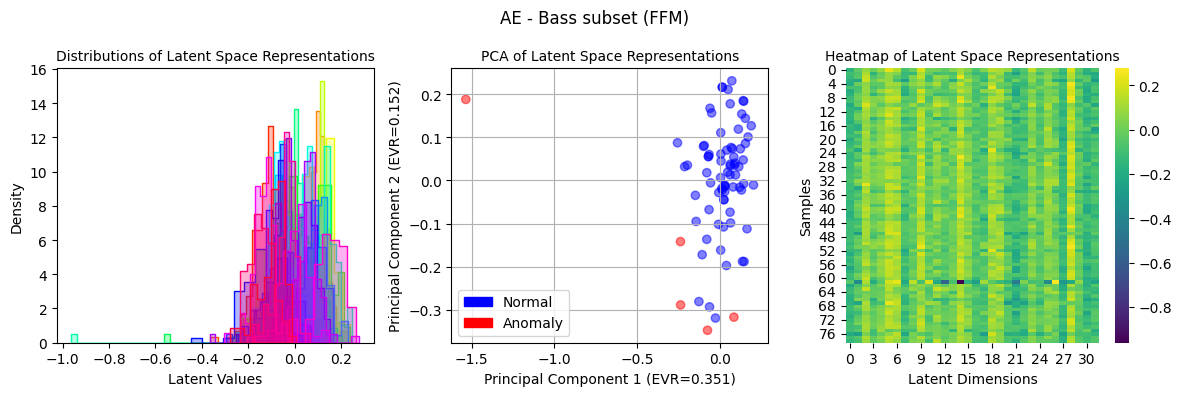 AE - Bass subset (FFM)
Distributions of Latent Space Representations
16
14
12
10
8
6
4
2
0
Density
-1.0 -0.8 -0.6 -0.4 -0.2 0.0 0.2
Latent Values
PCA of Latent Space Representations
0.2
0.1
0.0
-0.1
-0.2
-0.3
Principal Component 2 (EVR=0.152)
Normal
Anomaly
-1.5 -1.0 -0.5 0.0
Principal Component 1 (EVR=0.351)
Heatmap of Latent Space Representations
0
4
8
12
16
20
24
28
32
36
40
44
48
52
56
60
64
68
72
76
Samples
0 3 6 9 12 15 18 21 24 27 30
Latent Dimensions
0.2
0.0
-0.2
-0.4
-0.6
-0.8